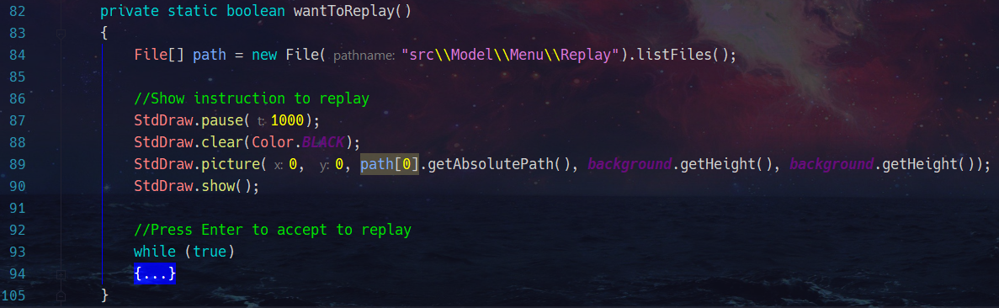 82 private static boolean wantToReplay()
83 {
84 File[] path = new File( pathname: "src\\Model\\Menu\\Replay").listFiles();
85
86 //Show instruction to replay
87 StdDraw.pause( t: 1000);
88 StdDraw.clear(Color.BLACK);
89 StdDraw.picture( x: 0, y: 0, path[0].getAbsolutePath(), background.getHeight(), background.getHeight());
90 StdDraw.show();
91
92 //Press Enter to accept to replay
93 while (true)
94 {...}
105 }